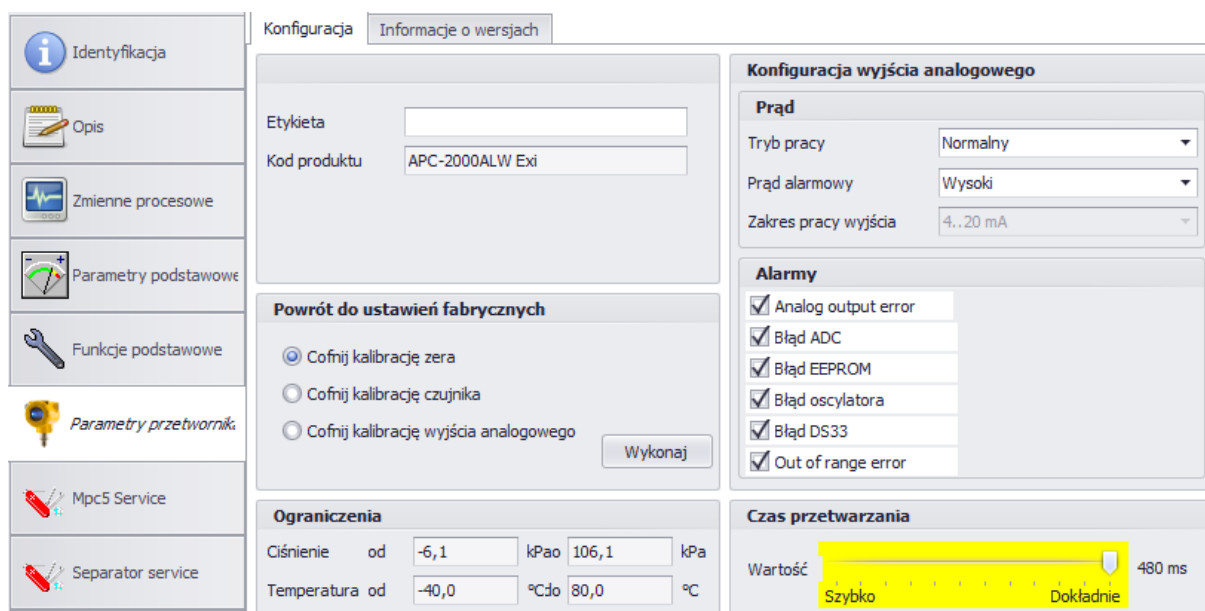 Konfiguracja
Informacje o wersjach
Identyfikacja
Opis
Zmienne procesowe
Parametry podstawowe
Funkcje podstawowe
Parametry przetwornika
Mpc5 Service
Separator service
Etykieta
Kod produktu APC-2000ALW Exi
Powrót do ustawień fabrycznych
Cofnij kalibrację zera
Cofnij kalibrację czujnika
Cofnij kalibrację wyjścia analogowego
Wykonaj
Ograniczenia
Ciśnienie od -6,1 kPao 106,1 kPa
Temperatura od -40,0 °Cdo 80,0 °C
Konfiguracja wyjścia analogowego
Prąd
Tryb pracy Normalny
Prąd alarmowy Wysoki
Zakres pracy wyjścia 4..20 mA
Alarmy
Analog output error
Błąd ADC
Błąd EEPROM
Błąd oscylatora
Błąd DS33
Out of range error
Czas przetwarzania
Wartość 480 ms
Szybko Dokładnie